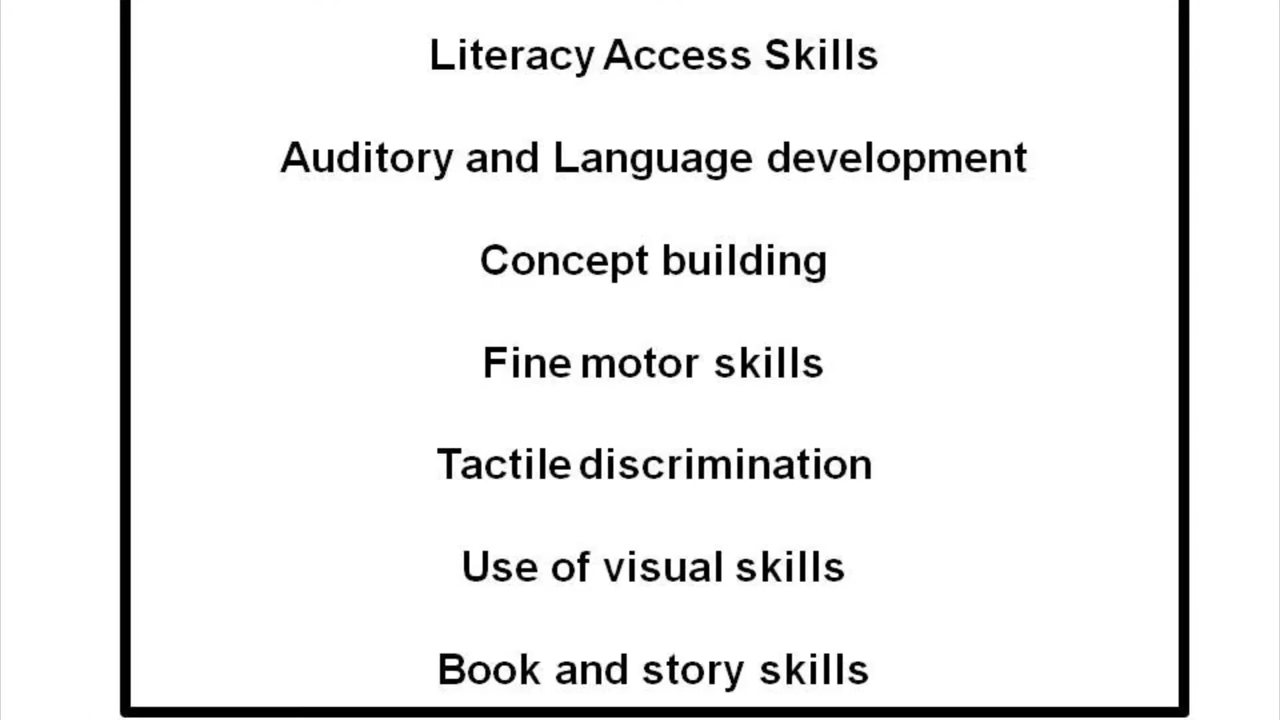 Literacy Access Skills
Auditory and Language development
Concept building
Fine motor skills
Tactile discrimination
Use of visual skills
Book and story skills